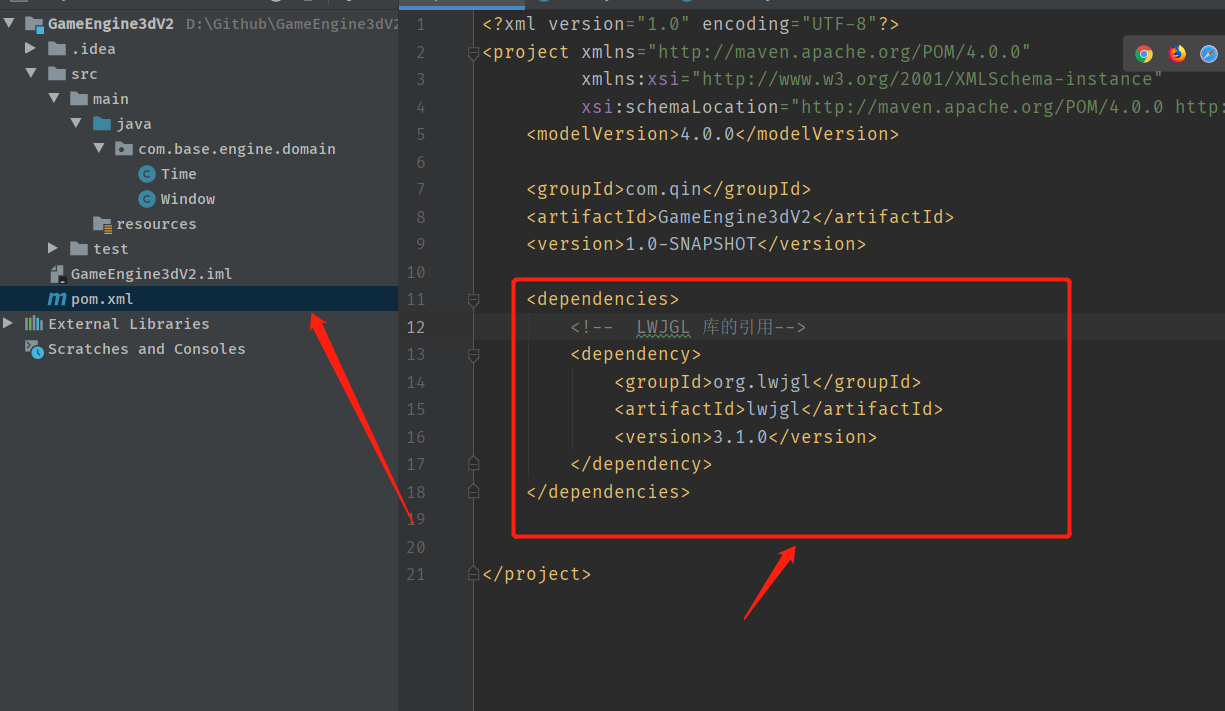 GameEngine3dV2 D:\Github\GameEngine3dV2
.idea
src
main
java
com.base.engine.domain
Time
Window
resources
test
GameEngine3dV2.iml
pom.xml
External Libraries
Scratches and Consoles
1 <?xml version="1.0" encoding="UTF-8"?>
2 <project xmlns="http://maven.apache.org/POM/4.0.0"
3 xmlns:xsi="http://www.w3.org/2001/XMLSchema-instance"
4 xsi:schemaLocation="http://maven.apache.org/POM/4.0.0 http:
5 <modelVersion>4.0.0</modelVersion>
6
7 <groupId>com.qin</groupId>
8 <artifactId>GameEngine3dV2</artifactId>
9 <version>1.0-SNAPSHOT</version>
10
11 <dependencies>
12 <!-- LWJGL 库的引用-->
13 <dependency>
14 <groupId>org.lwjgl</groupId>
15 <artifactId>lwjgl</artifactId>
16 <version>3.1.0</version>
17 </dependency>
18 </dependencies>
19
20
21 </project>